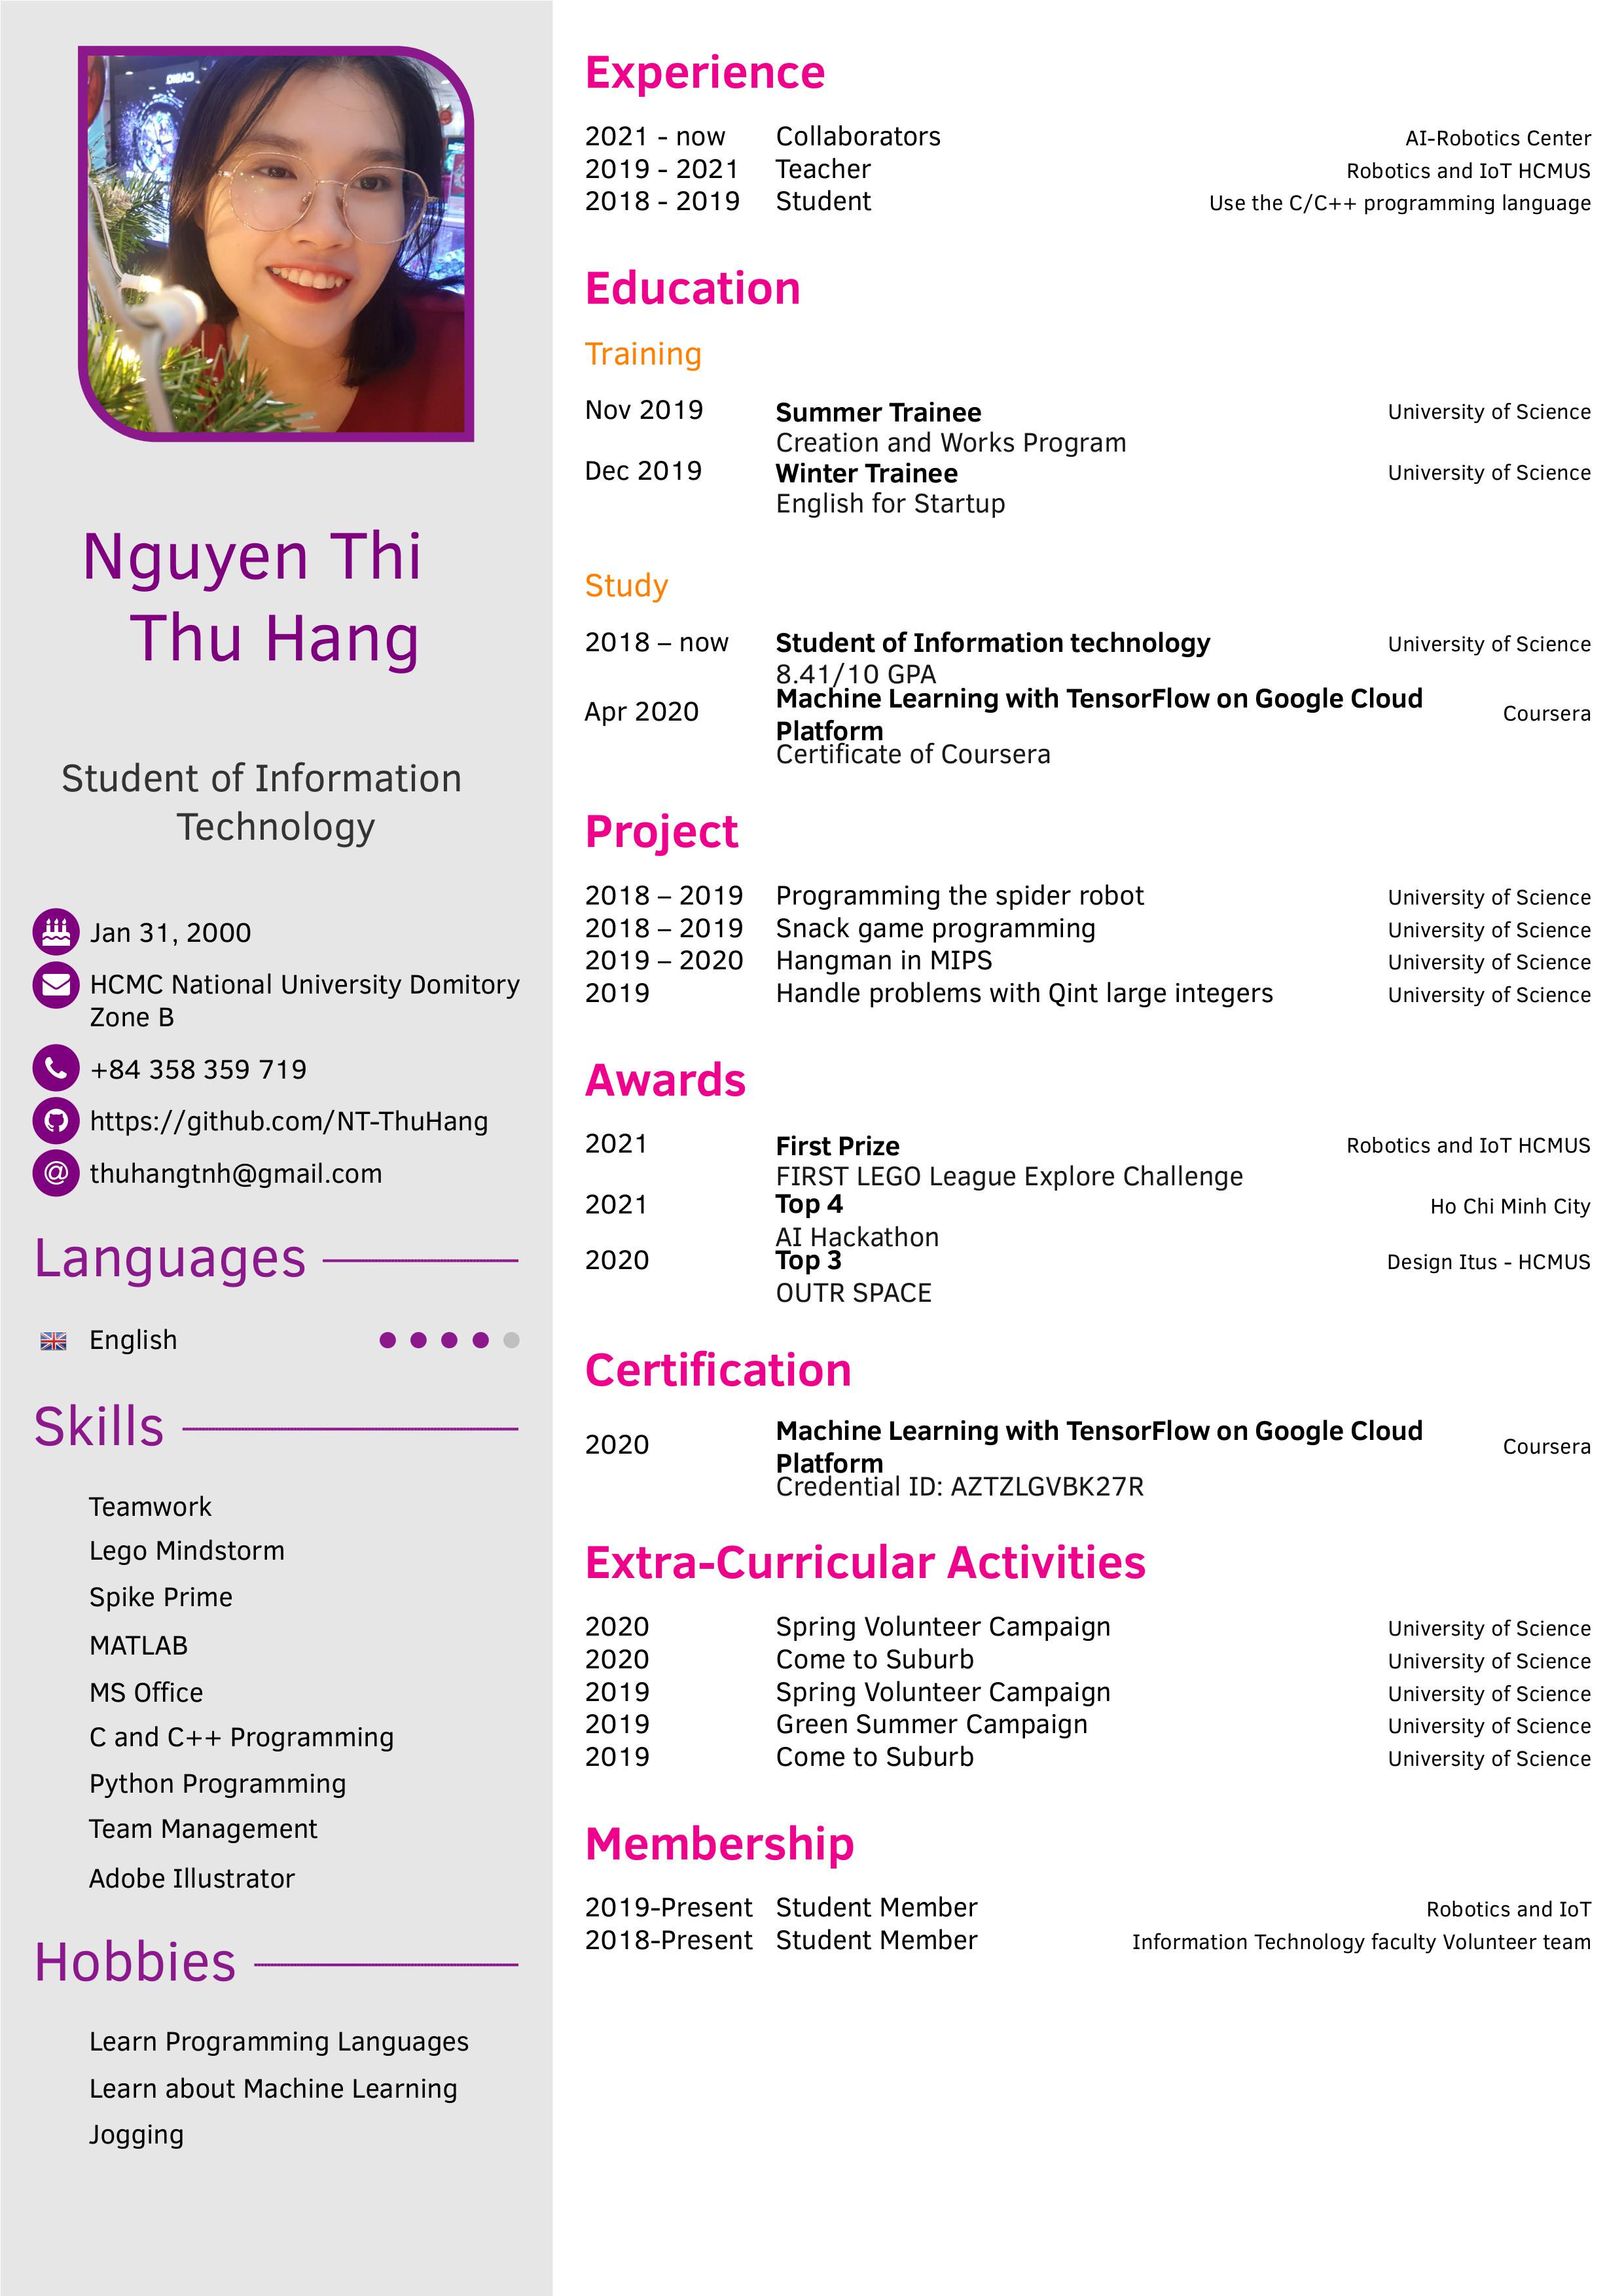 Nguyen Thi
Thu Hang
Student of Information
Technology
Jan 31, 2000
HCMC National University Domitory
Zone B
+84 358 359 719
https://github.com/NT-ThuHang
@ thuhangtnh@gmail.com
Languages
English
Skills
Teamwork
Lego Mindstorm
Spike Prime
MATLAB
MS Office
C and C++ Programming
Python Programming
Team Management
Adobe Illustrator
Hobbies
Learn Programming Languages
Learn about Machine Learning
Jogging
Experience
2021 - now Collaborators AI-Robotics Center
2019 - 2021 Teacher Robotics and IoT HCMUS
2018 - 2019 Student Use the C/C++ programming language
Education
Training
Nov 2019 Summer Trainee University of Science
Creation and Works Program
Dec 2019 Winter Trainee University of Science
English for Startup
Study
2018 – now Student of Information technology University of Science
8.41/10 GPA
Apr 2020 Machine Learning with TensorFlow on Google Cloud Coursera
Platform
Certificate of Coursera
Project
2018 – 2019 Programming the spider robot University of Science
2018 – 2019 Snack game programming University of Science
2019 – 2020 Hangman in MIPS University of Science
2019 Handle problems with Qint large integers University of Science
Awards
2021 First Prize Robotics and IoT HCMUS
FIRST LEGO League Explore Challenge
2021 Top 4 Ho Chi Minh City
AI Hackathon
2020 Top 3 Design Itus - HCMUS
OUTR SPACE
Certification
2020 Machine Learning with TensorFlow on Google Cloud Coursera
Platform
Credential ID: AZTZLGVBK27R
Extra-Curricular Activities
2020 Spring Volunteer Campaign University of Science
2020 Come to Suburb University of Science
2019 Spring Volunteer Campaign University of Science
2019 Green Summer Campaign University of Science
2019 Come to Suburb University of Science
Membership
2019-Present Student Member Robotics and IoT
2018-Present Student Member Information Technology faculty Volunteer team